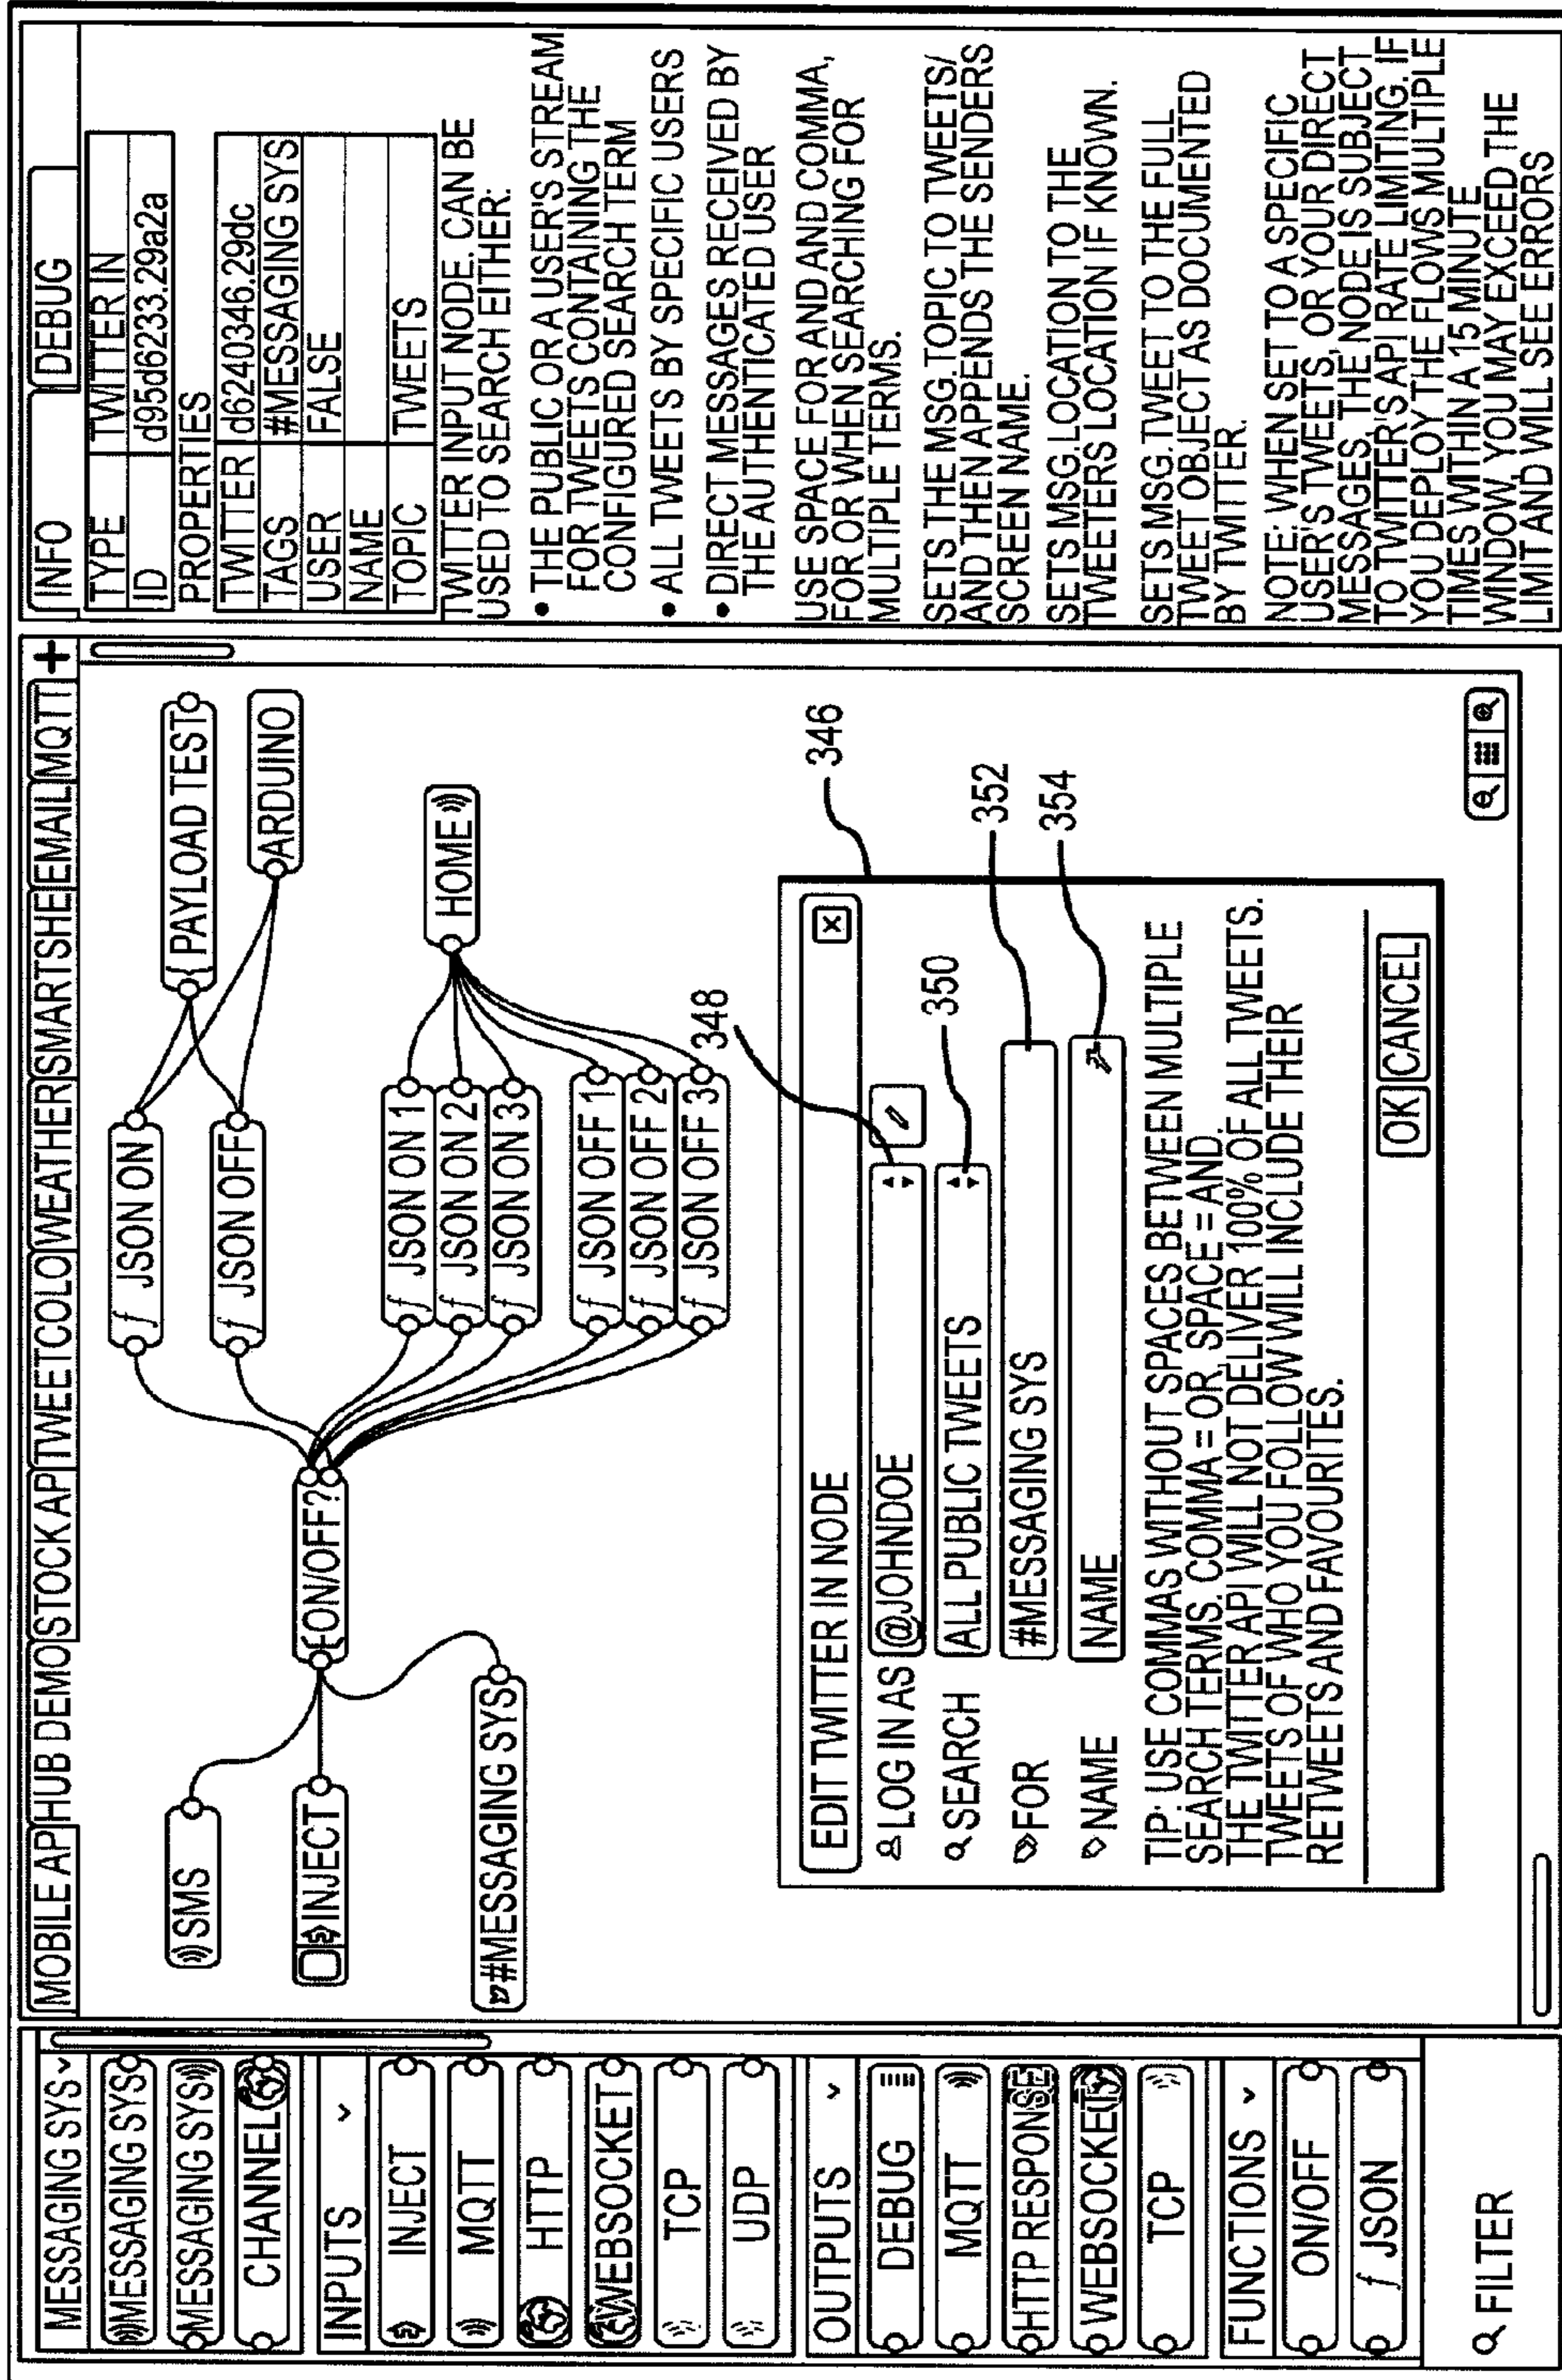 MESSAGING SYS
MESSAGING SYS
MESSAGING SYS
CHANNEL
INPUTS
INJECT
MQTT
HTTP
WEBSOCKET
TCP
UDP
OUTPUTS
DEBUG
MQTT
HTTP RESPONSE
WEBSOCKET
TCP
FUNCTIONS
ON/OFF
f JSON
FILTER
MOBILE AP HUB DEMO STOCK AP TWEET COLO WEATHER SMARTSHE EMAIL MQTT +
SMS
INJECT
#MESSAGING SYS
ON/OFF?
f JSON ON
f JSON OFF
f JSON ON 1
f JSON ON 2
f JSON ON 3
f JSON OFF 1
f JSON OFF 2
f JSON OFF 3
{ PAYLOAD TEST
ARDUINO
HOME
346
348
350
352
354
EDIT TWITTER IN NODE
LOG IN AS @JOHNDOE
SEARCH ALL PUBLIC TWEETS
FOR #MESSAGING SYS
NAME NAME
TIP: USE COMMAS WITHOUT SPACES BETWEEN MULTIPLE
SEARCH TERMS. COMMA = OR, SPACE = AND.
THE TWITTER API WILL NOT DELIVER 100% OF ALL TWEETS.
TWEETS OF WHO YOU FOLLOW WILL INCLUDE THEIR
RETWEETS AND FAVOURITES.
OK CANCEL
INFO DEBUG
TYPE TWITTER IN
ID d95d6233.29a2a
PROPERTIES
TWITTER d6240346.29dc
TAGS #MESSAGING SYS
USER FALSE
NAME
TOPIC TWEETS
TWITTER INPUT NODE. CAN BE
USED TO SEARCH EITHER:
• THE PUBLIC OR A USER'S STREAM
FOR TWEETS CONTAINING THE
CONFIGURED SEARCH TERM
• ALL TWEETS BY SPECIFIC USERS
• DIRECT MESSAGES RECEIVED BY
THE AUTHENTICATED USER
USE SPACE FOR AND AND COMMA,
FOR OR WHEN SEARCHING FOR
MULTIPLE TERMS.
SETS THE MSG.TOPIC TO TWEETS/
AND THEN APPENDS THE SENDERS
SCREEN NAME.
SETS MSG.LOCATION TO THE
TWEETERS LOCATION IF KNOWN.
SETS MSG.TWEET TO THE FULL
TWEET OBJECT AS DOCUMENTED
BY TWITTER.
NOTE: WHEN SET TO A SPECIFIC
USER'S TWEETS, OR YOUR DIRECT
MESSAGES, THE NODE IS SUBJECT
TO TWITTER'S API RATE LIMITING. IF
YOU DEPLOY THE FLOWS MULTIPLE
TIMES WITHIN A 15 MINUTE
WINDOW, YOU MAY EXCEED THE
LIMIT AND WILL SEE ERRORS